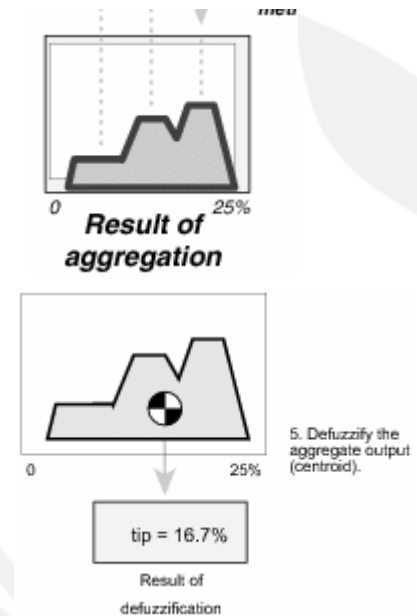 0 25%
Result of
aggregation
0 25%
5. Defuzzify the
aggregate output
(centroid).
tip = 16.7%
Result of
defuzzification